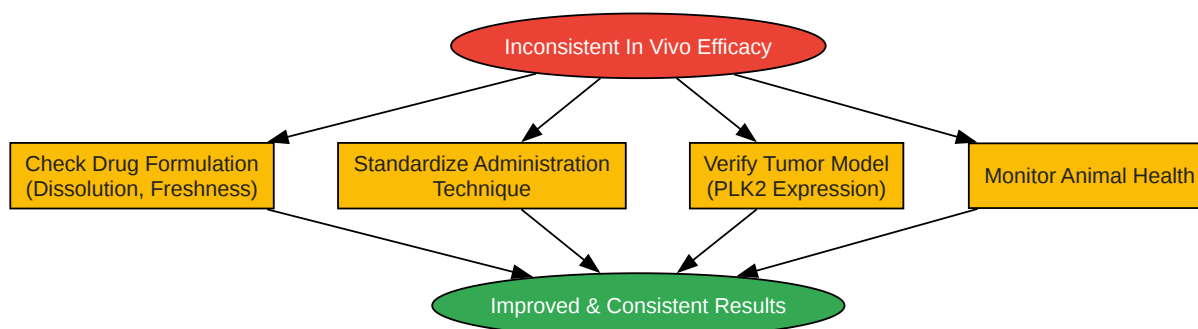 Inconsistent In Vivo Efficacy
Check Drug Formulation
(Dissolution, Freshness)
Standardize Administration
Technique
Verify Tumor Model
(PLK2 Expression)
Monitor Animal Health
Improved & Consistent Results